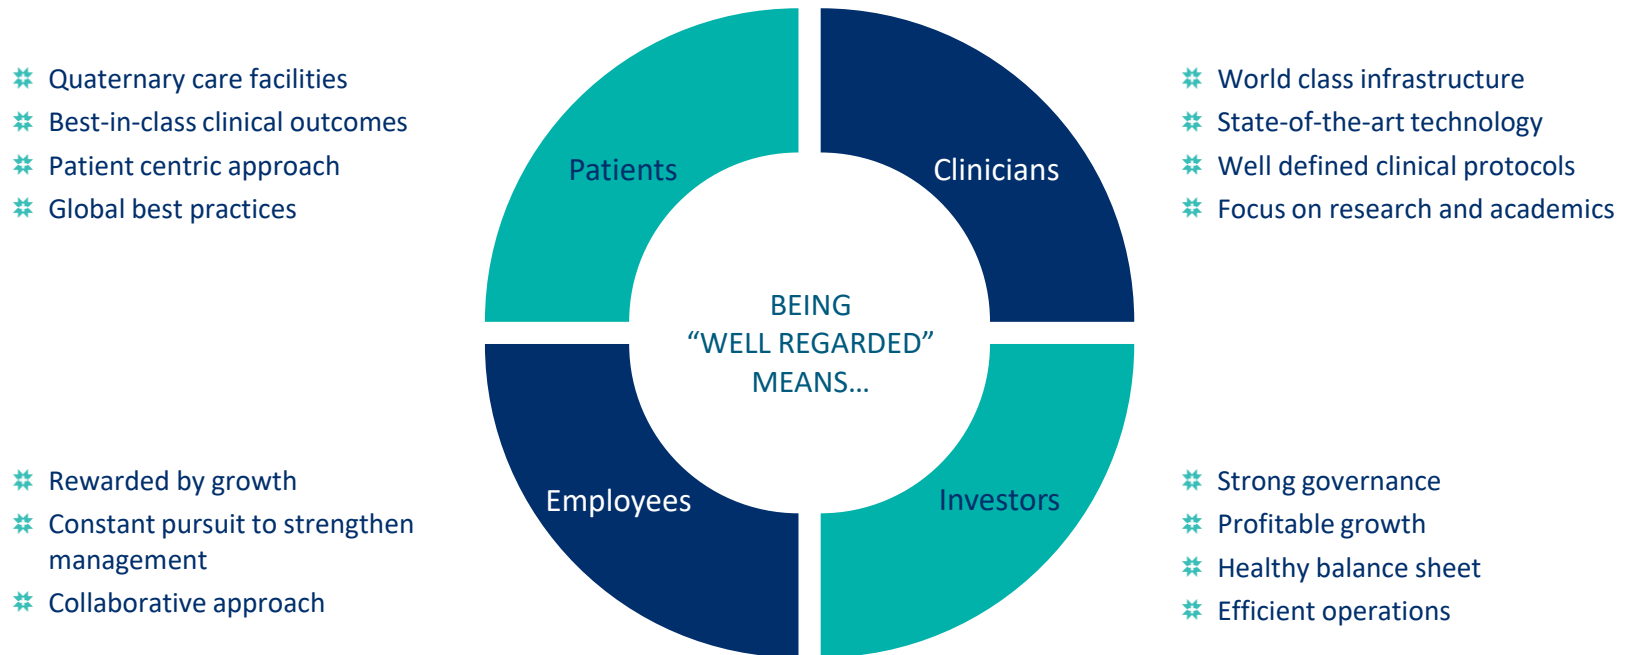 Quaternary care facilities
Best-in-class clinical outcomes
Patient centric approach
Global best practices
Patients
Clinicians
World class infrastructure
State-of-the-art technology
Well defined clinical protocols
Focus on research and academics
BEING
“WELL REGARDED”
MEANS…
Rewarded by growth
Constant pursuit to strengthen
management
Collaborative approach
Employees
Investors
Strong governance
Profitable growth
Healthy balance sheet
Efficient operations